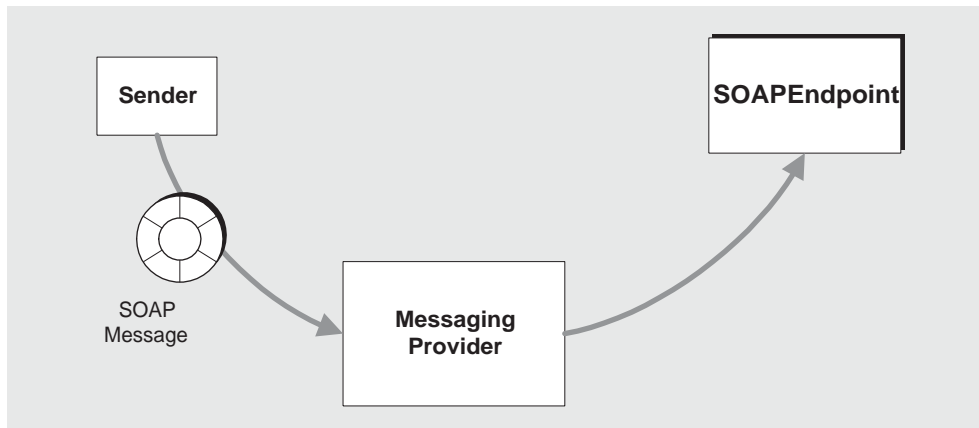 Sender
SOAPEndpoint
SOAP
Message
Messaging
Provider